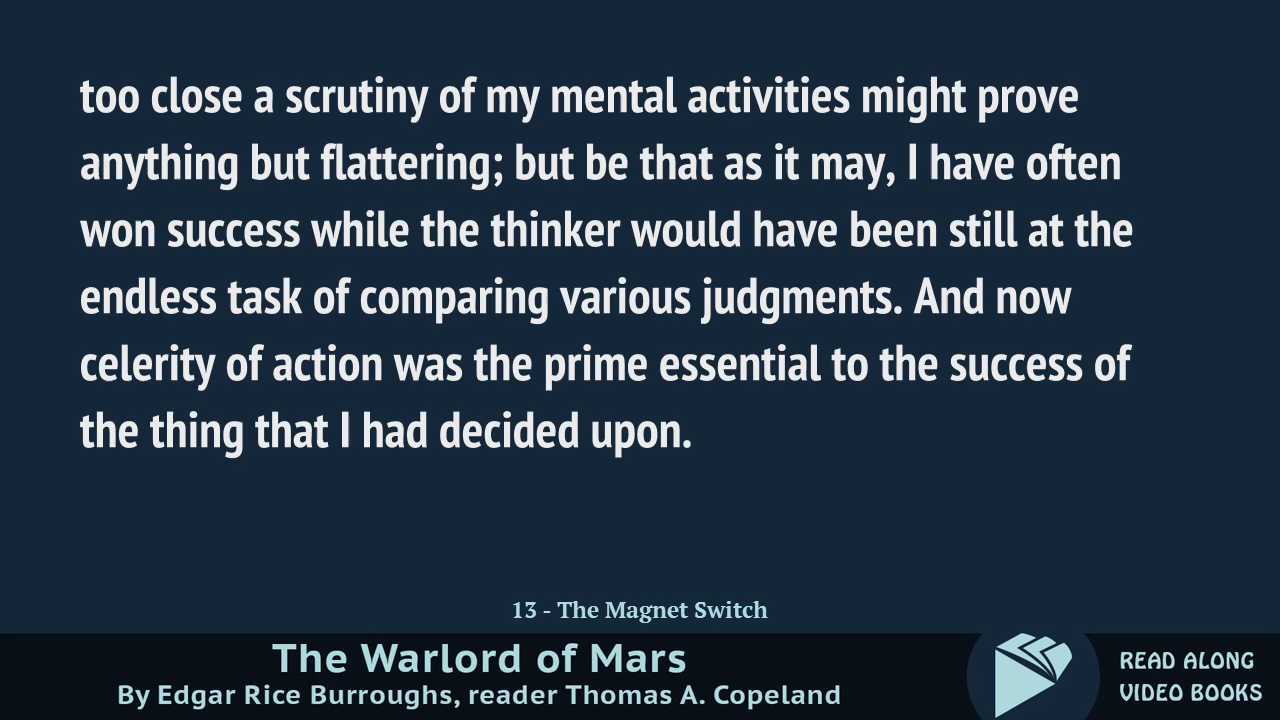 too close a scrutiny of my mental activities might prove
anything but flattering; but be that as it may, I have often
won success while the thinker would have been still at the
endless task of comparing various judgments. And now
celerity of action was the prime essential to the success of
the thing that I had decided upon.
13 - The Magnet Switch
The Warlord of Mars
By Edgar Rice Burroughs, reader Thomas A. Copeland
READ ALONG
VIDEO BOOKS